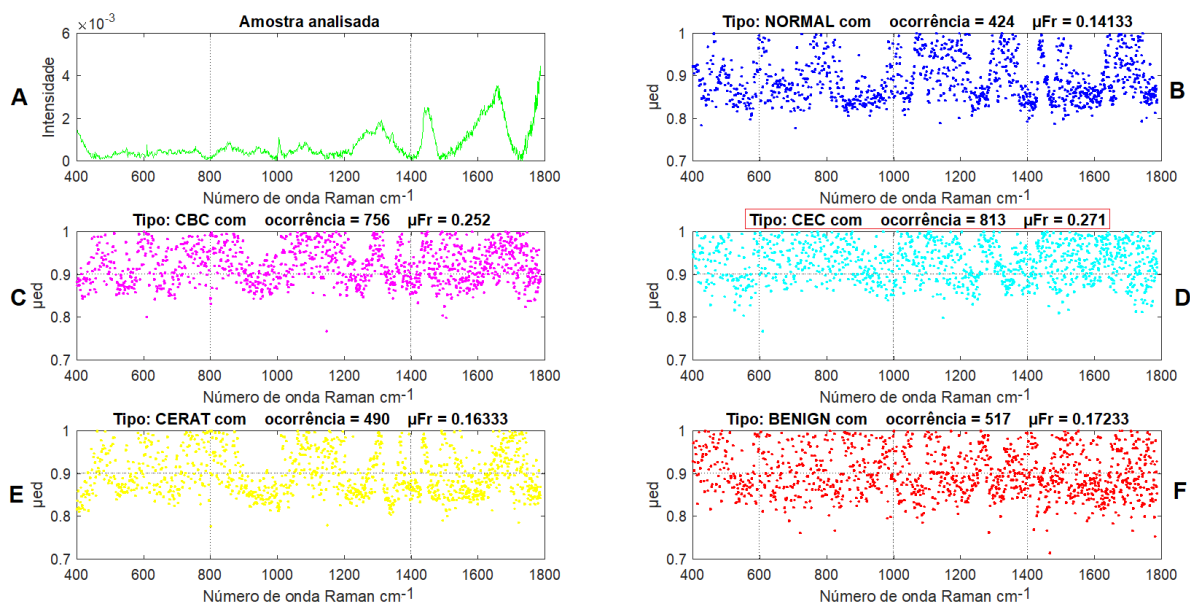 Amostra analisada
×10⁻³
6
4
2
0
Intensidade
400 600 800 1000 1200 1400 1600 1800
Número de onda Raman cm⁻¹
A
Tipo: NORMAL com ocorrência = 424 µFr = 0.14133
1
0.9
0.8
0.7
µed
400 600 800 1000 1200 1400 1600 1800
Número de onda Raman cm⁻¹
B
Tipo: CBC com ocorrência = 756 µFr = 0.252
1
0.9
0.8
0.7
µed
400 600 800 1000 1200 1400 1600 1800
Número de onda Raman cm⁻¹
C
Tipo: CEC com ocorrência = 813 µFr = 0.271
1
0.9
0.8
0.7
µed
400 600 800 1000 1200 1400 1600 1800
Número de onda Raman cm⁻¹
D
Tipo: CERAT com ocorrência = 490 µFr = 0.16333
1
0.9
0.8
0.7
µed
400 600 800 1000 1200 1400 1600 1800
Número de onda Raman cm⁻¹
E
Tipo: BENIGN com ocorrência = 517 µFr = 0.17233
1
0.9
0.8
0.7
µed
400 600 800 1000 1200 1400 1600 1800
Número de onda Raman cm⁻¹
F